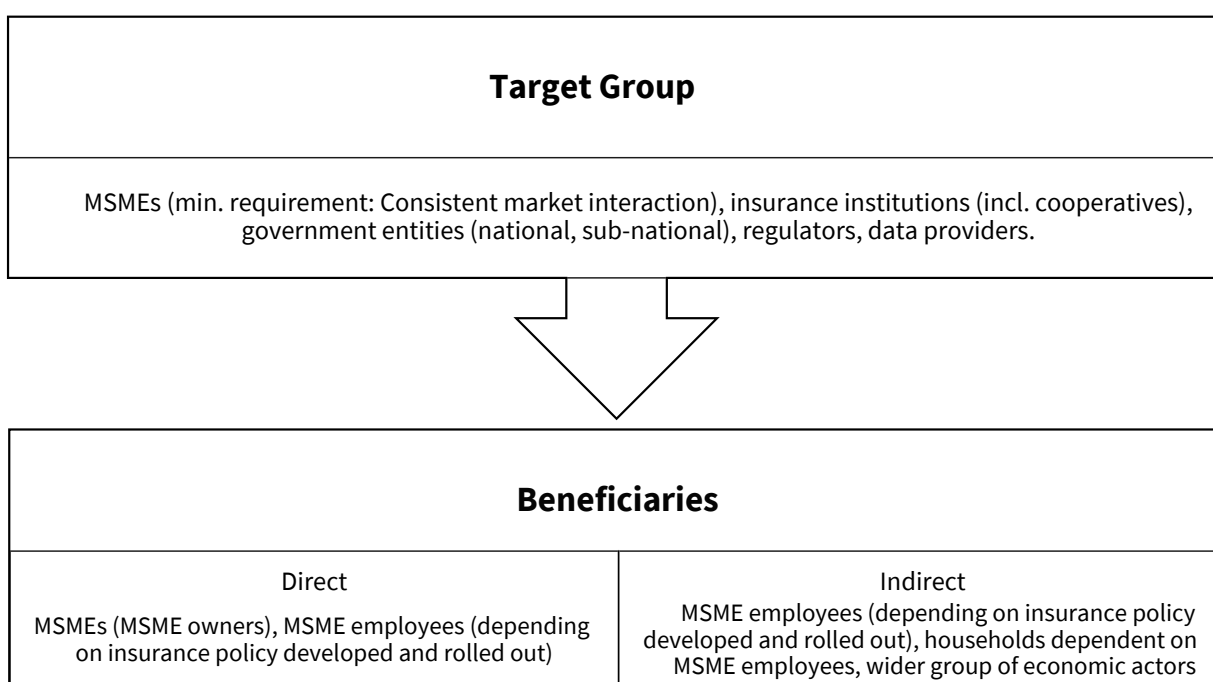 Target Group
MSMEs (min. requirement: Consistent market interaction), insurance institutions (incl. cooperatives),
government entities (national, sub-national), regulators, data providers.
Beneficiaries
Direct
MSMEs (MSME owners), MSME employees (depending
on insurance policy developed and rolled out)
Indirect
MSME employees (depending on insurance policy
developed and rolled out), households dependent on
MSME employees, wider group of economic actors